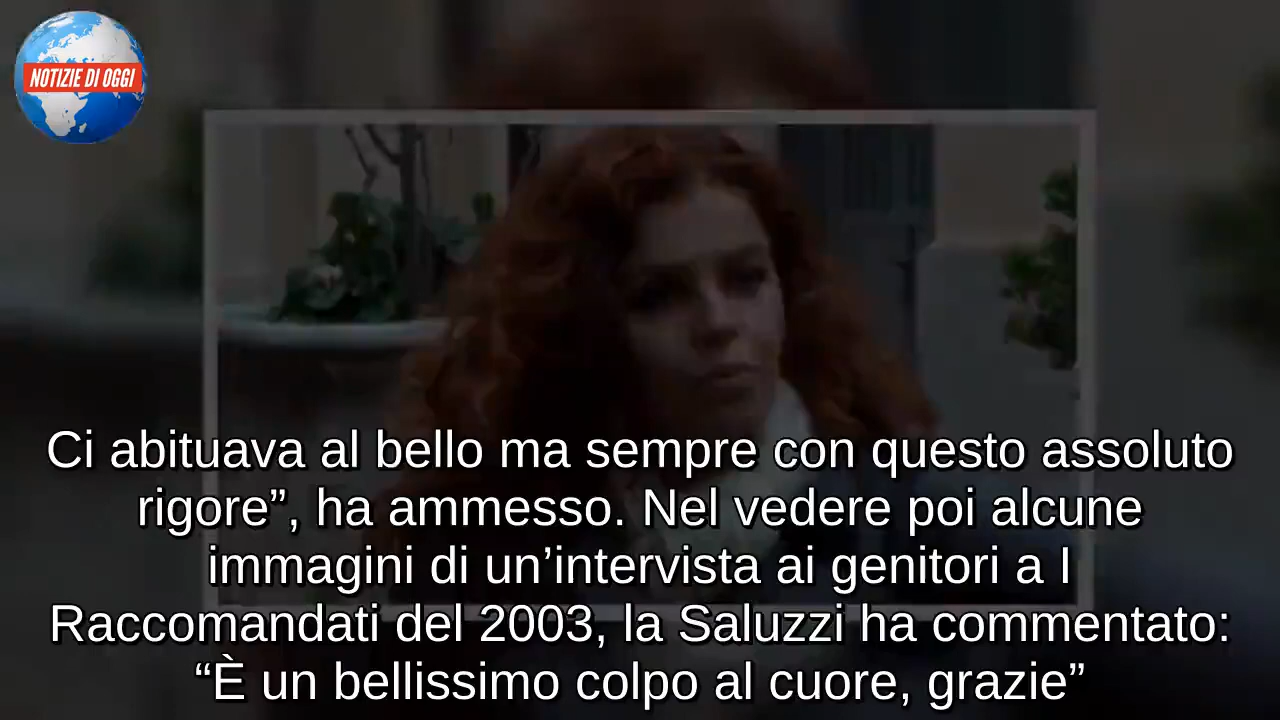 NOTIZIE DI OGGI
Ci abituava al bello ma sempre con questo assoluto
rigore”, ha ammesso. Nel vedere poi alcune
immagini di un’intervista ai genitori a I
Raccomandati del 2003, la Saluzzi ha commentato:
“È un bellissimo colpo al cuore, grazie”